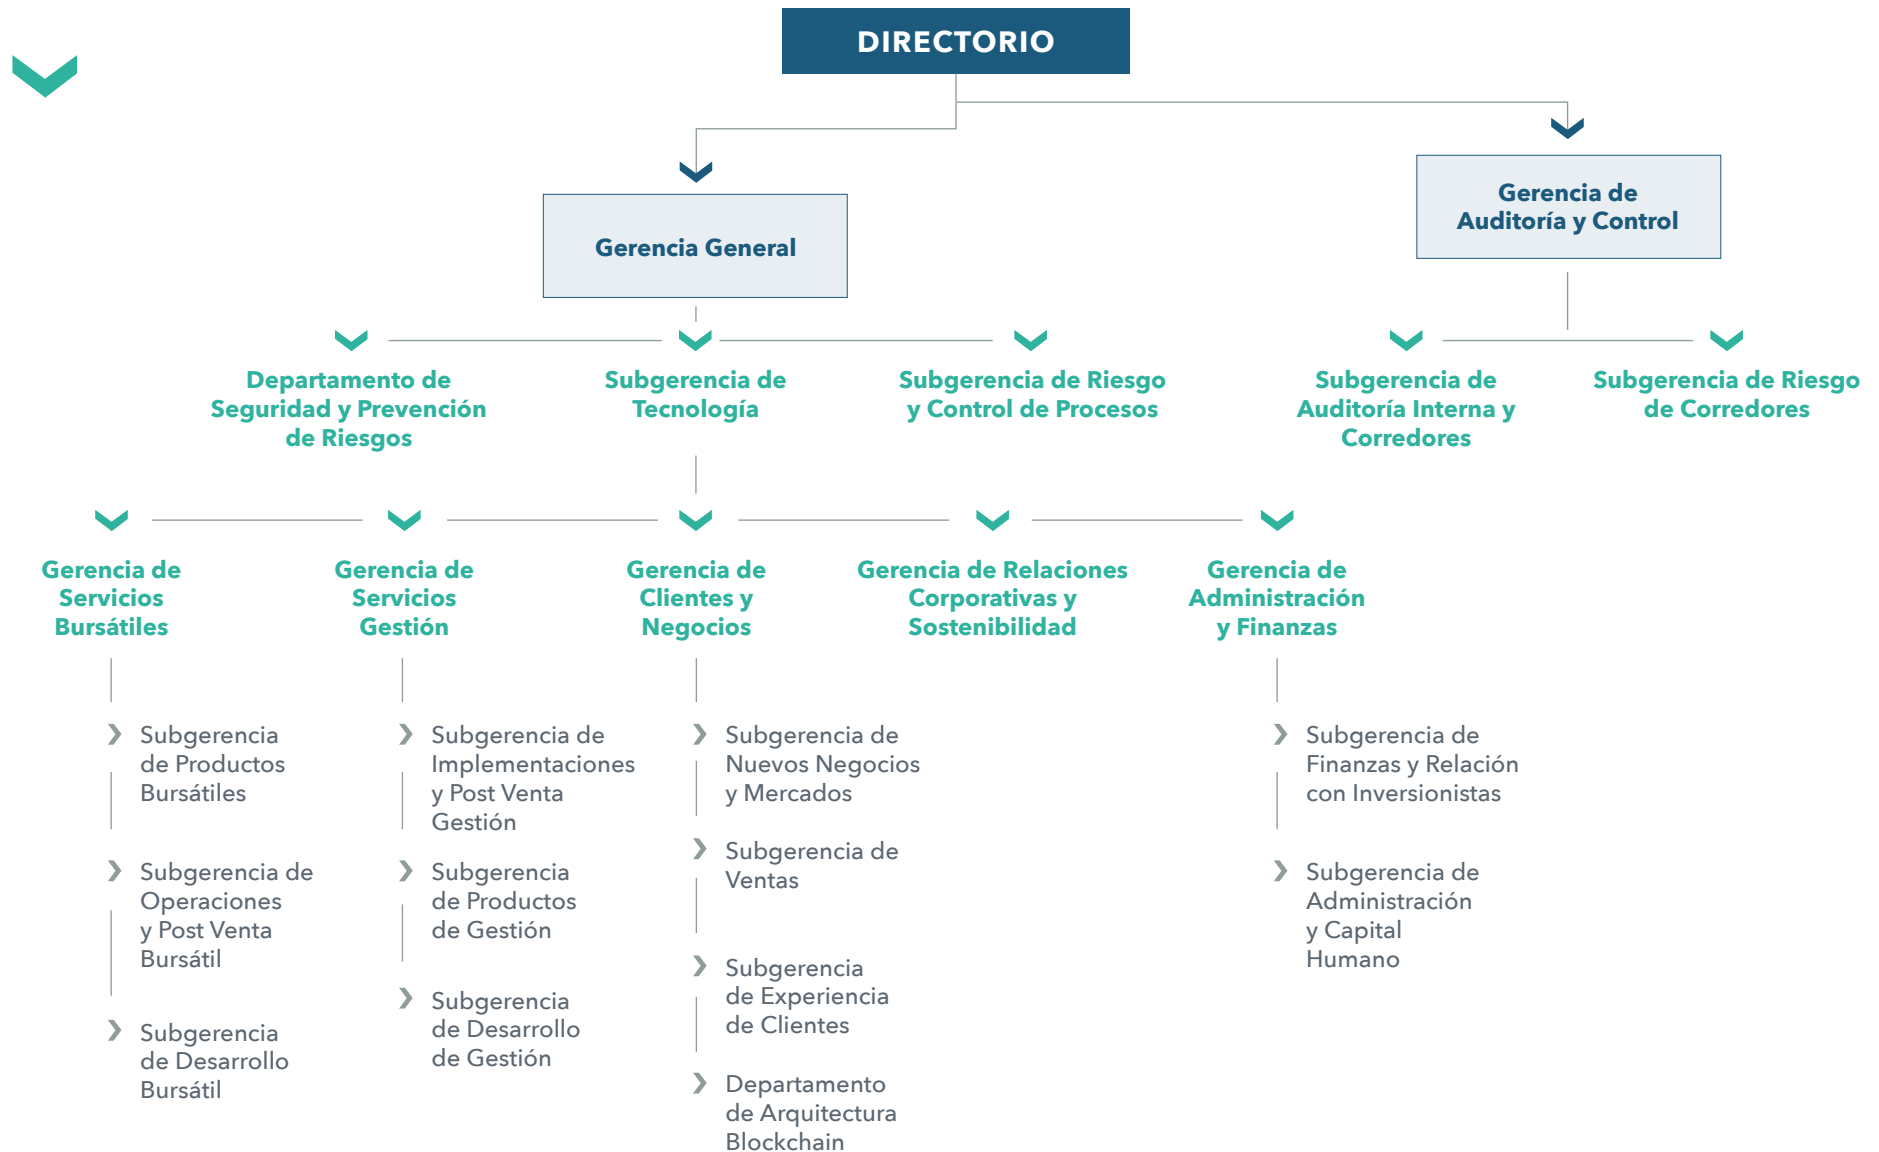 DIRECTORIO
Gerencia General
Gerencia de
Auditoría y Control
Departamento de
Seguridad y Prevención
de Riesgos
Subgerencia de
Tecnología
Subgerencia de Riesgo
y Control de Procesos
Subgerencia de
Auditoría Interna y
Corredores
Subgerencia de Riesgo
de Corredores
Gerencia de
Servicios
Bursátiles
Gerencia de
Servicios
Gestión
Gerencia de
Clientes y
Negocios
Gerencia de Relaciones
Corporativas y
Sostenibilidad
Gerencia de
Administración
y Finanzas
Subgerencia
de Productos
Bursátiles
Subgerencia de
Operaciones
y Post Venta
Bursátil
Subgerencia
de Desarrollo
Bursátil
Subgerencia de
Implementaciones
y Post Venta
Gestión
Subgerencia
de Productos
de Gestión
Subgerencia
de Desarrollo
de Gestión
Subgerencia de
Nuevos Negocios
y Mercados
Subgerencia de
Ventas
Subgerencia
de Experiencia
de Clientes
Departamento
de Arquitectura
Blockchain
Subgerencia de
Finanzas y Relación
con Inversionistas
Subgerencia de
Administración
y Capital
Humano